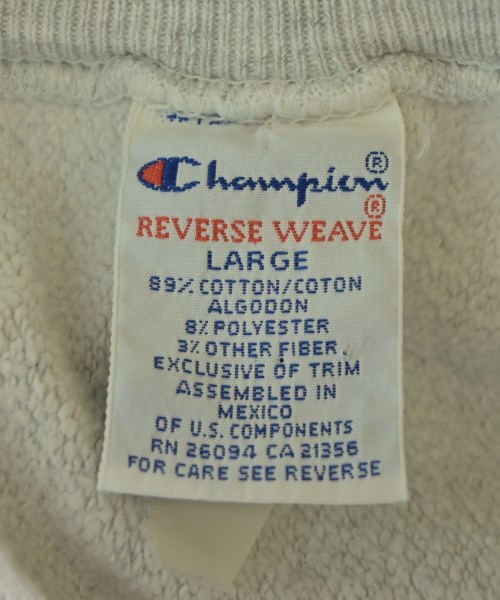 Champion®
REVERSE WEAVE®
LARGE
89% COTTON/COTON
ALGODON
8% POLYESTER
3% OTHER FIBER
EXCLUSIVE OF TRIM
ASSEMBLED IN
MEXICO
OF U.S. COMPONENTS
RN 26094 CA 21356
FOR CARE SEE REVERSE